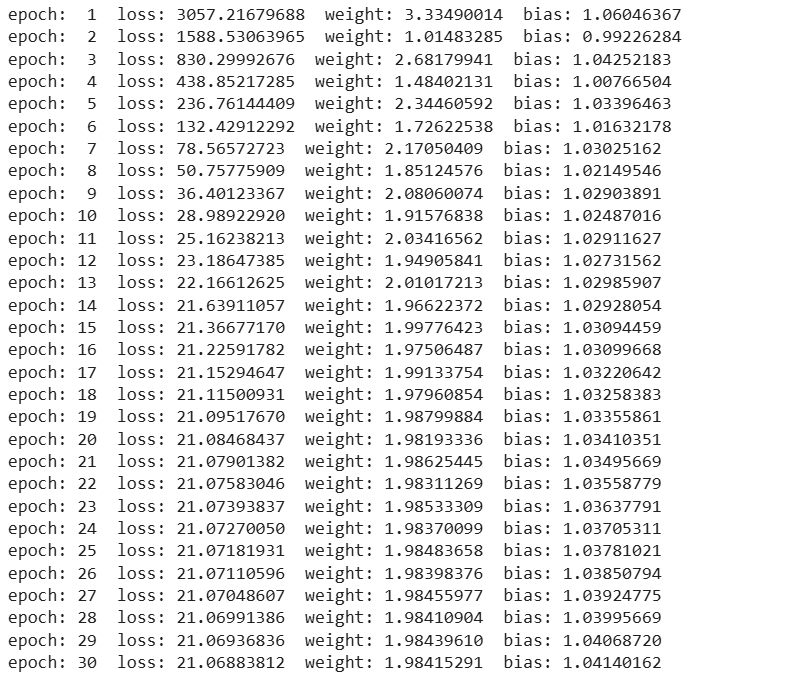 epoch:  1  loss: 3057.21679688  weight: 3.33490014  bias: 1.06046367
epoch:  2  loss: 1588.53063965  weight: 1.01483285  bias: 0.99226284
epoch:  3  loss: 830.29992676  weight: 2.68179941  bias: 1.04252183
epoch:  4  loss: 438.85217285  weight: 1.48402131  bias: 1.00766504
epoch:  5  loss: 236.76144409  weight: 2.34460592  bias: 1.03396463
epoch:  6  loss: 132.42912292  weight: 1.72622538  bias: 1.01632178
epoch:  7  loss: 78.56572723  weight: 2.17050409  bias: 1.03025162
epoch:  8  loss: 50.75775909  weight: 1.85124576  bias: 1.02149546
epoch:  9  loss: 36.40123367  weight: 2.08060074  bias: 1.02903891
epoch: 10  loss: 28.98922920  weight: 1.91576838  bias: 1.02487016
epoch: 11  loss: 25.16238213  weight: 2.03416562  bias: 1.02911627
epoch: 12  loss: 23.18647385  weight: 1.94905841  bias: 1.02731562
epoch: 13  loss: 22.16612625  weight: 2.01017213  bias: 1.02985907
epoch: 14  loss: 21.63911057  weight: 1.96622372  bias: 1.02928054
epoch: 15  loss: 21.36677170  weight: 1.99776423  bias: 1.03094459
epoch: 16  loss: 21.22591782  weight: 1.97506487  bias: 1.03099668
epoch: 17  loss: 21.15294647  weight: 1.99133754  bias: 1.03220642
epoch: 18  loss: 21.11500931  weight: 1.97960854  bias: 1.03258383
epoch: 19  loss: 21.09517670  weight: 1.98799884  bias: 1.03355861
epoch: 20  loss: 21.08468437  weight: 1.98193336  bias: 1.03410351
epoch: 21  loss: 21.07901382  weight: 1.98625445  bias: 1.03495669
epoch: 22  loss: 21.07583046  weight: 1.98311269  bias: 1.03558779
epoch: 23  loss: 21.07393837  weight: 1.98533309  bias: 1.03637791
epoch: 24  loss: 21.07270050  weight: 1.98370099  bias: 1.03705311
epoch: 25  loss: 21.07181931  weight: 1.98483658  bias: 1.03781021
epoch: 26  loss: 21.07110596  weight: 1.98398376  bias: 1.03850794
epoch: 27  loss: 21.07048607  weight: 1.98455977  bias: 1.03924775
epoch: 28  loss: 21.06991386  weight: 1.98410904  bias: 1.03995669
epoch: 29  loss: 21.06936836  weight: 1.98439610  bias: 1.04068720
epoch: 30  loss: 21.06883812  weight: 1.98415291  bias: 1.04140162